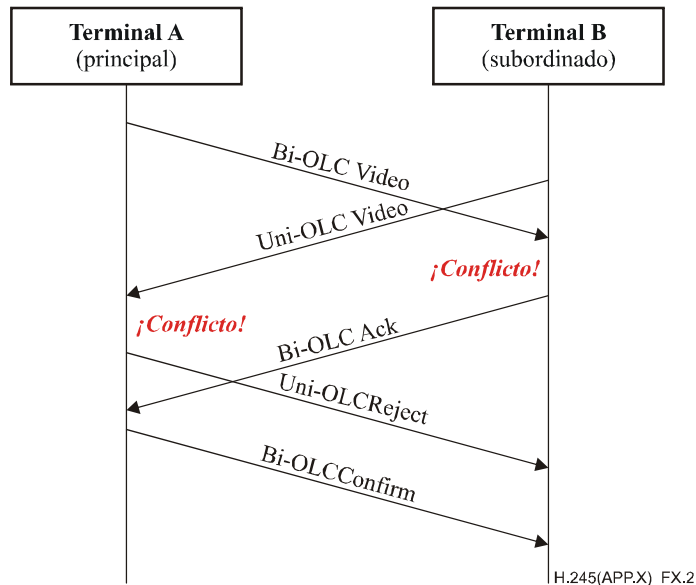 Terminal A
(principal)
Terminal B
(subordinado)
Bi-OLC Video
Uni-OLC Video
¡Conflicto!
¡Conflicto!
Bi-OLC Ack
Uni-OLCReject
Bi-OLCConfirm
H.245(APP.X)_FX.2